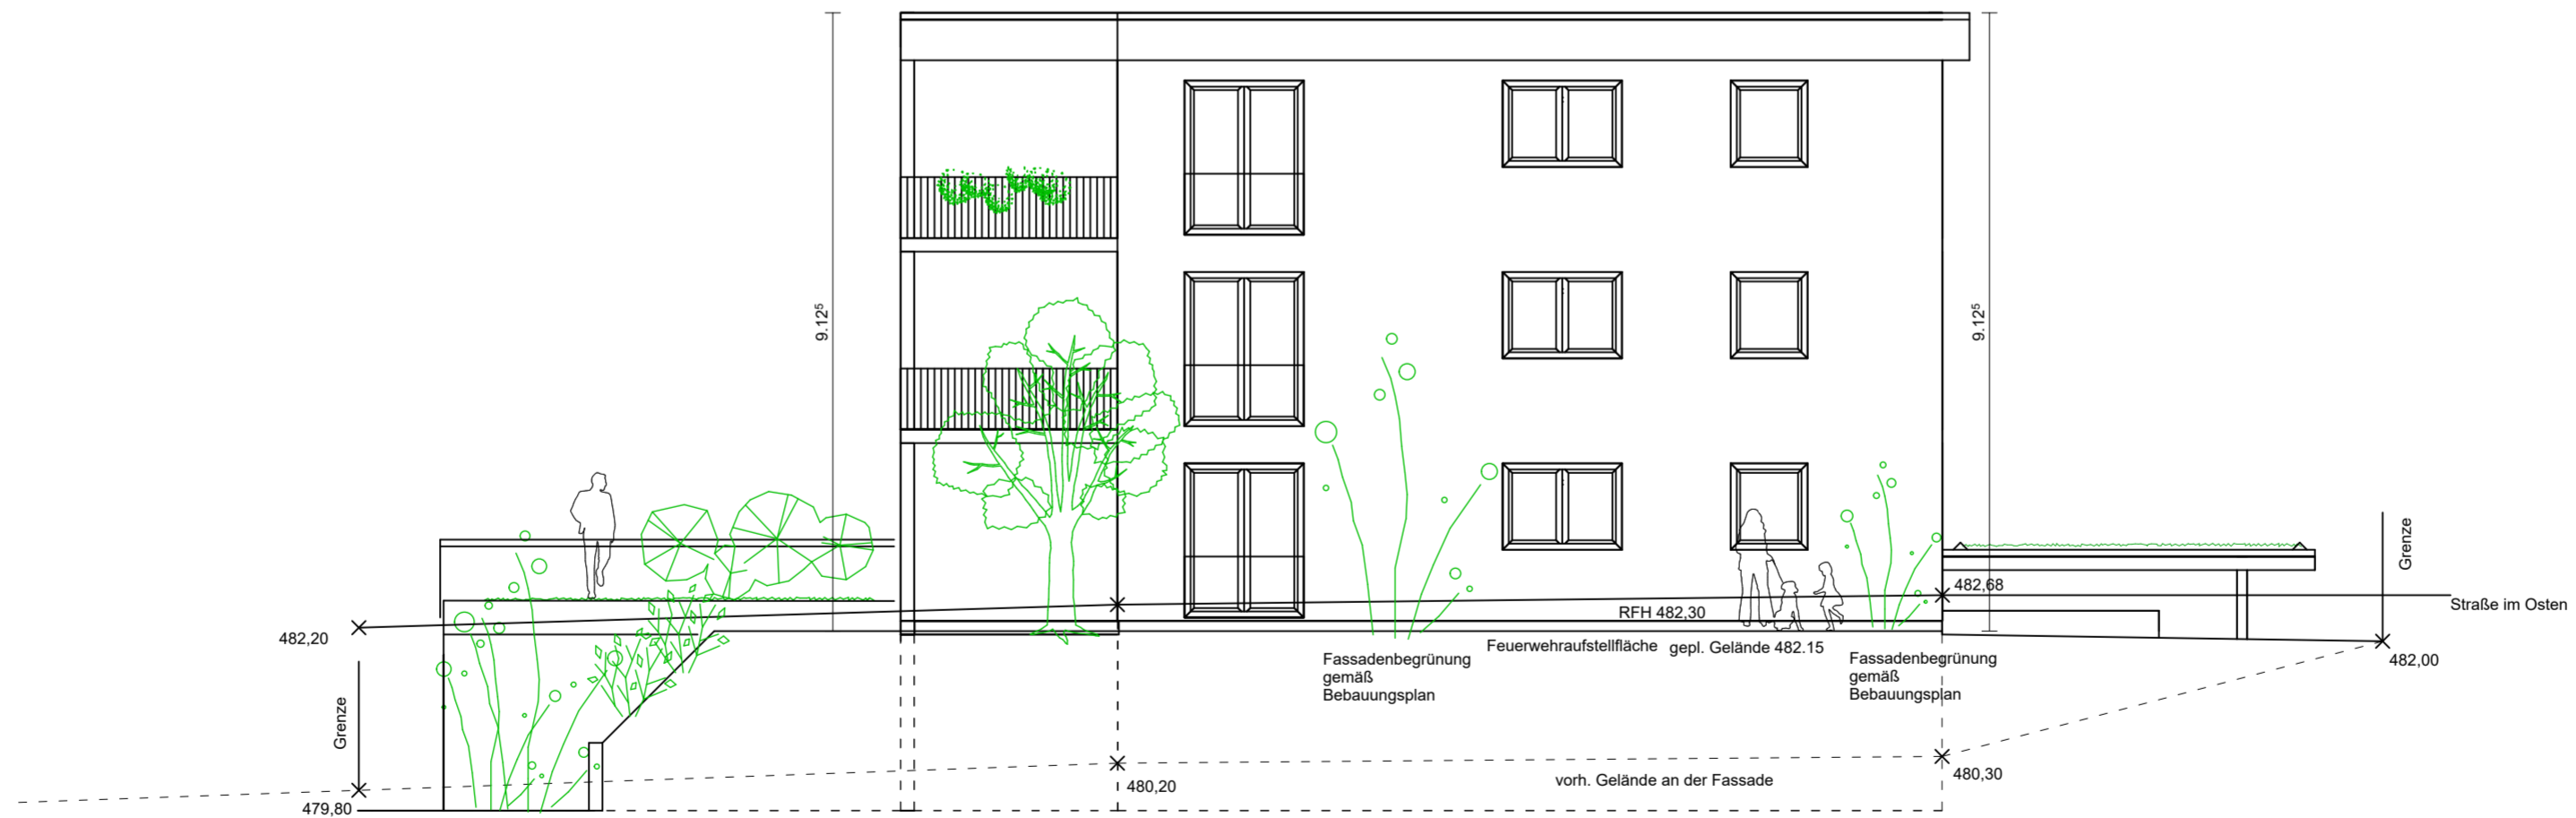 9.12⁵
9.12⁵
Grenze
482,68
Straße im Osten
RFH 482,30
482,20
Feuerwehraufstellfläche gepl. Gelände 482.15
Fassadenbegrünung
gemäß
Bebauungsplan
Fassadenbegrünung
gemäß
Bebauungsplan
482,00
Grenze
479,80
480,20
vorh. Gelände an der Fassade
480,30